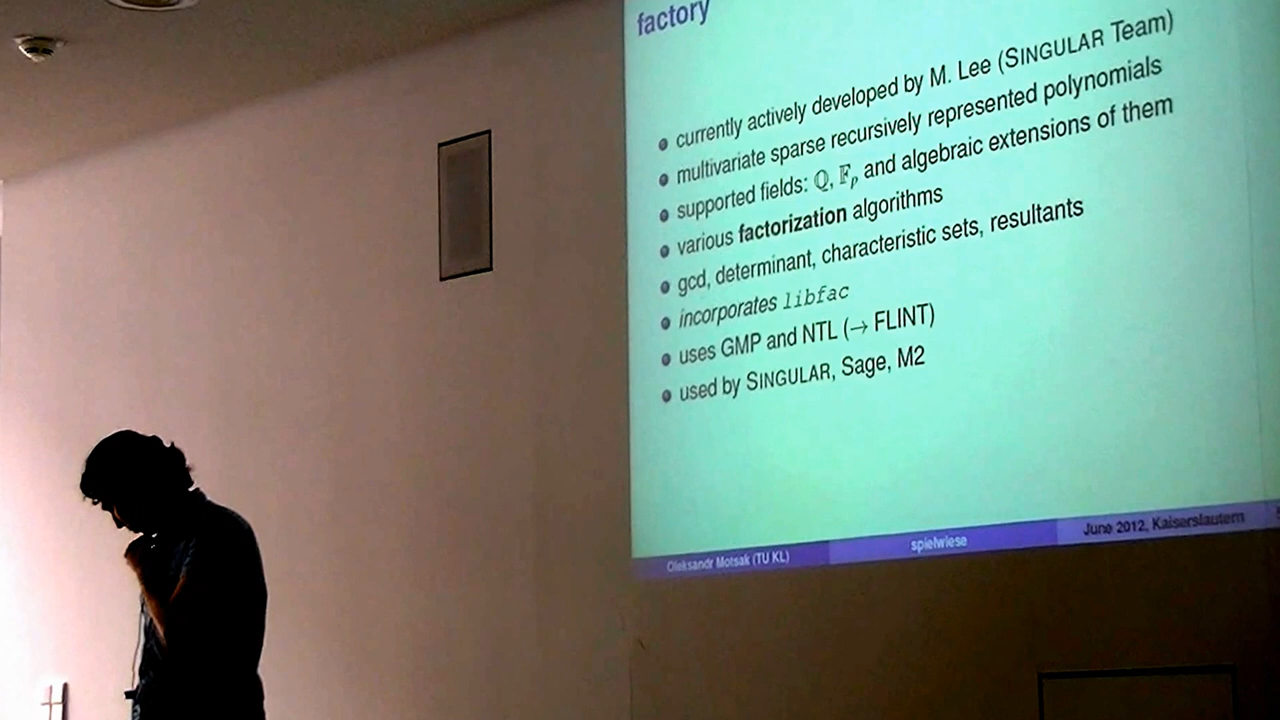 factory
currently actively developed by M. Lee (SINGULAR Team)
multivariate sparse recursively represented polynomials
supported fields: ℚ, 𝔽ₚ and algebraic extensions of them
various factorization algorithms
gcd, determinant, characteristic sets, resultants
incorporates libfac
uses GMP and NTL (→ FLINT)
used by SINGULAR, Sage, M2
Oleksandr Motsak (TU KL)
spielwiese
June 2012, Kaiserslautern